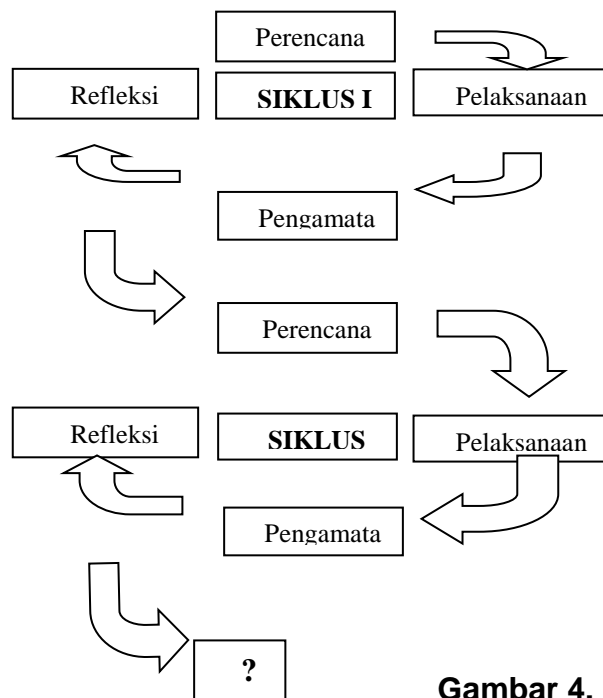 Perencana
Refleksi
SIKLUS I
Pelaksanaan
Pengamata
Perencana
Refleksi
SIKLUS
Pelaksanaan
Pengamata
?
Gambar 4.